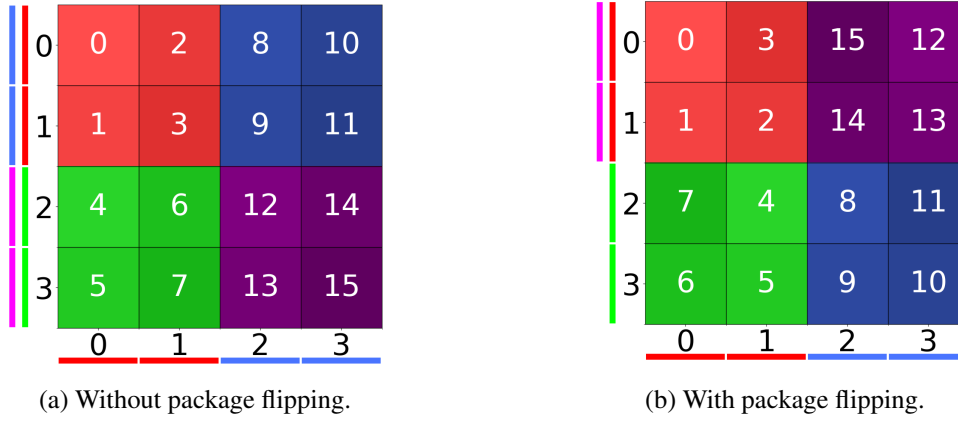 0 0 2 8 10
1 1 3 9 11
2 4 6 12 14
3 5 7 13 15
0 1 2 3
(a) Without package flipping.
0 0 3 15 12
1 1 2 14 13
2 7 4 8 11
3 6 5 9 10
0 1 2 3
(b) With package flipping.